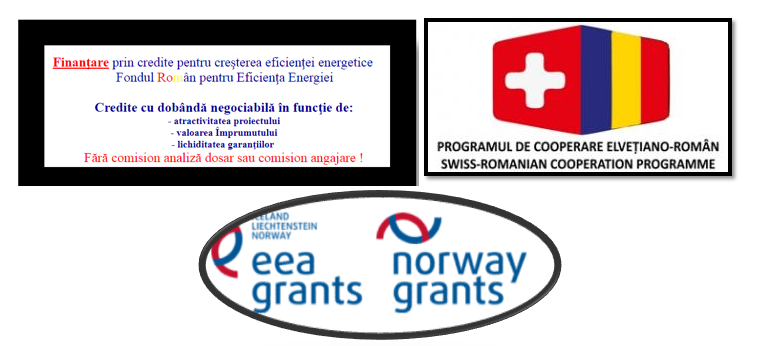 Finanțare prin credite pentru creșterea eficienței energetice
Fondul Român pentru Eficiența Energiei
Credite cu dobândă negociabilă în funcție de:
- atractivitatea proiectului
- valoarea Împrumutului
- lichiditatea garanțiilor
Fără comision analiză dosar sau comision angajare !
PROGRAMUL DE COOPERARE ELVEȚIANO-ROMÂN
SWISS-ROMANIAN COOPERATION PROGRAMME
LIECHTENSTEIN
NORWAY
eea
grants
norway
grants